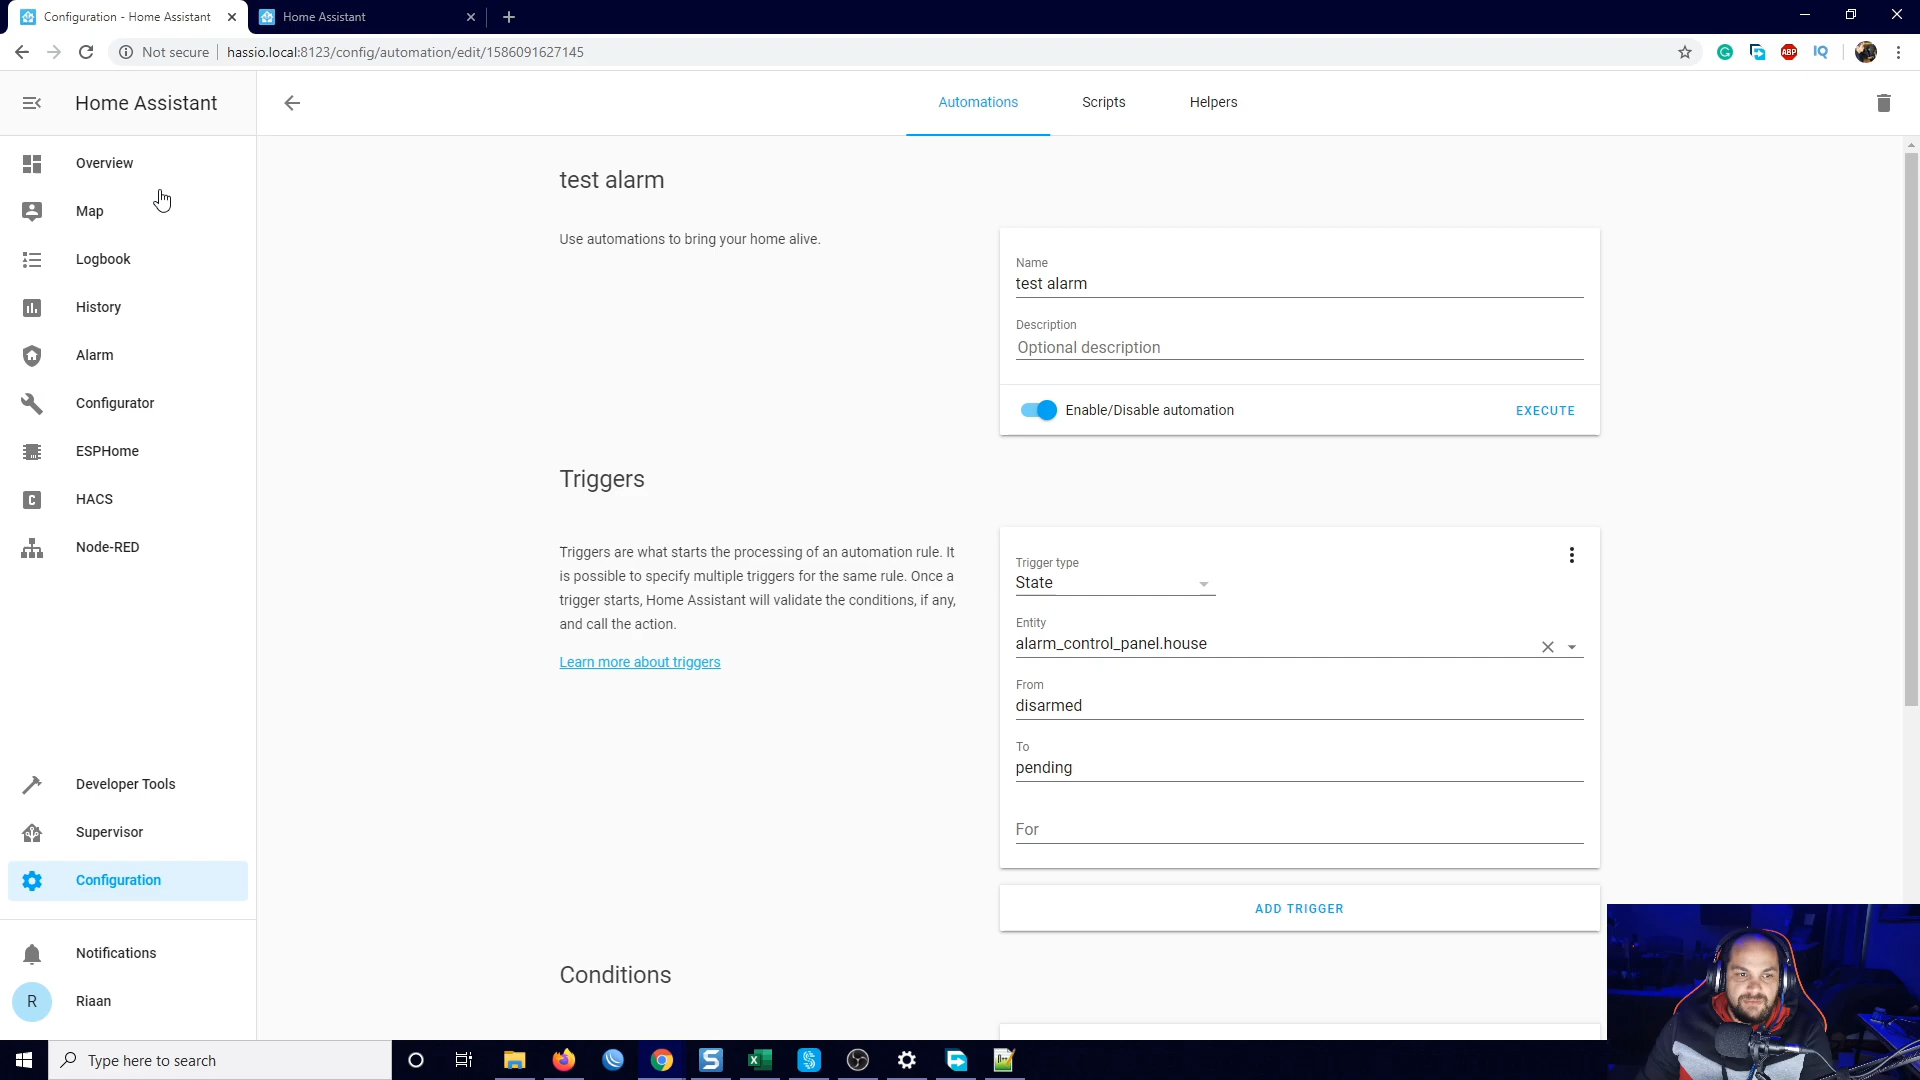 Configuration - Home Assistant
Home Assistant
Not secure
hassio.local:8123/config/automation/edit/1586091627145
ABP
IQ
Home Assistant
Automations
Scripts
Helpers
Overview
Map
Logbook
History
Alarm
Configurator
ESPHome
C
HACS
Node-RED
Developer Tools
Supervisor
Configuration
Notifications
R
Riaan
test alarm
Use automations to bring your home alive.
Name
test alarm
Description
Optional description
Enable/Disable automation
EXECUTE
Triggers
Triggers are what starts the processing of an automation rule. It
is possible to specify multiple triggers for the same rule. Once a
trigger starts, Home Assistant will validate the conditions, if any,
and call the action.
Learn more about triggers
Trigger type
State
Entity
alarm_control_panel.house
From
disarmed
To
pending
For
ADD TRIGGER
Conditions
Type here to search